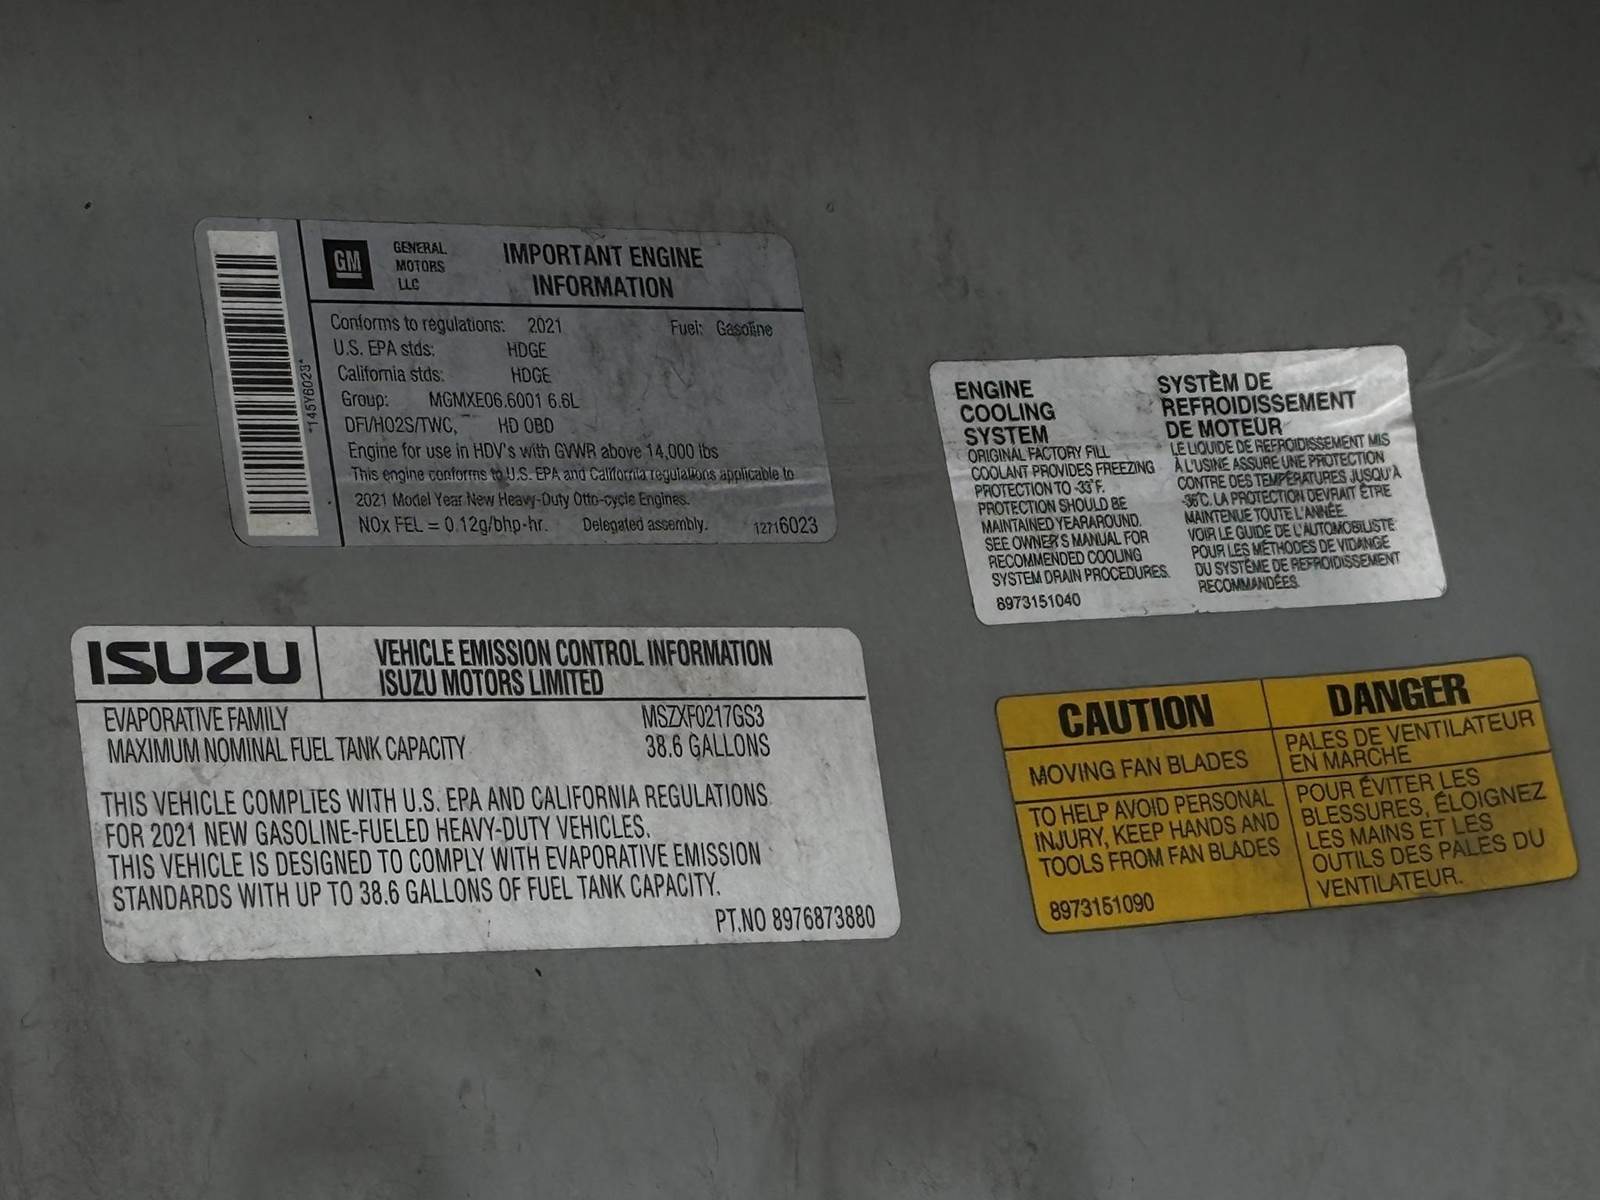 *145Y6023*
GM
GENERAL
MOTORS
LLC
IMPORTANT ENGINE
INFORMATION
Conforms to regulations: 2021 Fuel: Gasoline
U.S. EPA stds: HDGE
California stds: HDGE
Group: MGMXE06.6001 6.6L
DFI/HO2S/TWC, HD OBD
Engine for use in HDV's with GVWR above 14,000 lbs
This engine conforms to U.S. EPA and California regulations applicable to
2021 Model Year New Heavy-Duty Otto-cycle Engines.
NOx FEL = 0.12g/bhp-hr. Delegated assembly. 12716023
ENGINE
COOLING
SYSTEM
ORIGINAL FACTORY FILL
COOLANT PROVIDES FREEZING
PROTECTION TO -33°F.
PROTECTION SHOULD BE
MAINTAINED YEARAROUND.
SEE OWNER'S MANUAL FOR
RECOMMENDED COOLING
SYSTEM DRAIN PROCEDURES.
8973151040
SYSTÈM DE
REFROIDISSEMENT
DE MOTEUR
LE LIQUIDE DE REFROIDISSEMENT MIS
À L'USINE ASSURE UNE PROTECTION
CONTRE DES TEMPÉRATURES JUSQU'À
-36°C. LA PROTECTION DEVRAIT ÊTRE
MAINTENUE TOUTE L'ANNÉE.
VOIR LE GUIDE DE L'AUTOMOBILISTE
POUR LES MÉTHODES DE VIDANGE
DU SYSTÈME DE REFROIDISSEMENT
RECOMMANDÉES.
ISUZU
VEHICLE EMISSION CONTROL INFORMATION
ISUZU MOTORS LIMITED
EVAPORATIVE FAMILY MSZXF0217GS3
MAXIMUM NOMINAL FUEL TANK CAPACITY 38.6 GALLONS
THIS VEHICLE COMPLIES WITH U.S. EPA AND CALIFORNIA REGULATIONS
FOR 2021 NEW GASOLINE-FUELED HEAVY-DUTY VEHICLES.
THIS VEHICLE IS DESIGNED TO COMPLY WITH EVAPORATIVE EMISSION
STANDARDS WITH UP TO 38.6 GALLONS OF FUEL TANK CAPACITY.
PT.NO 8976873880
CAUTION
MOVING FAN BLADES
TO HELP AVOID PERSONAL
INJURY, KEEP HANDS AND
TOOLS FROM FAN BLADES
8973151090
DANGER
PALES DE VENTILATEUR
EN MARCHE
POUR ÉVITER LES
BLESSURES, ÉLOIGNEZ
LES MAINS ET LES
OUTILS DES PALES DU
VENTILATEUR.